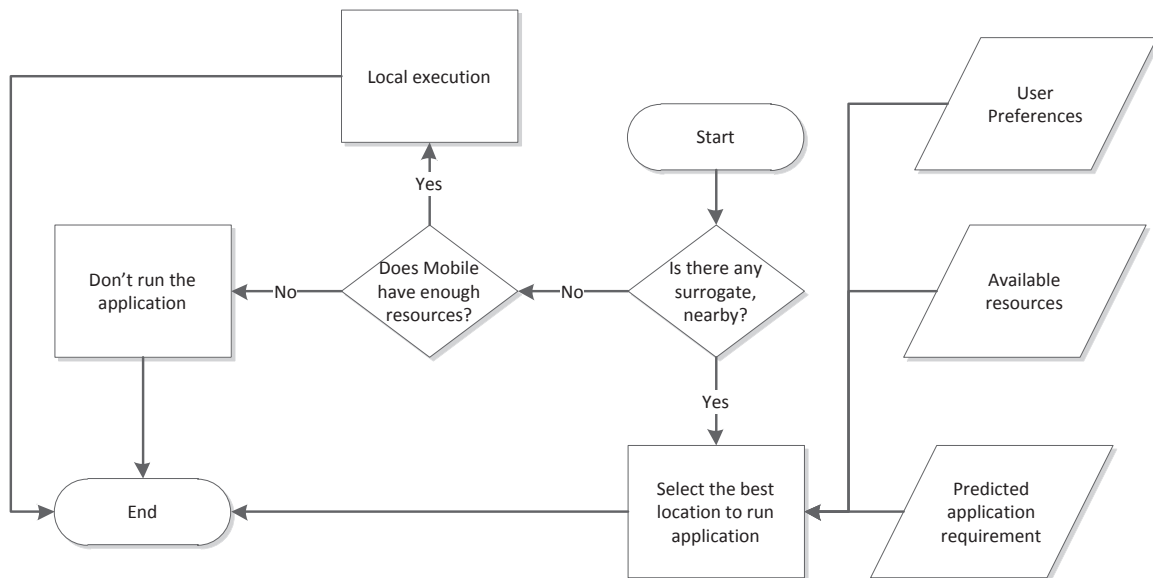 Local execution
User
Preferences
Start
Yes
Don’t run the
application
No
Does Mobile
have enough
resources?
No
Is there any
surrogate,
nearby?
Available
resources
Yes
End
Select the best
location to run
application
Predicted
application
requirement